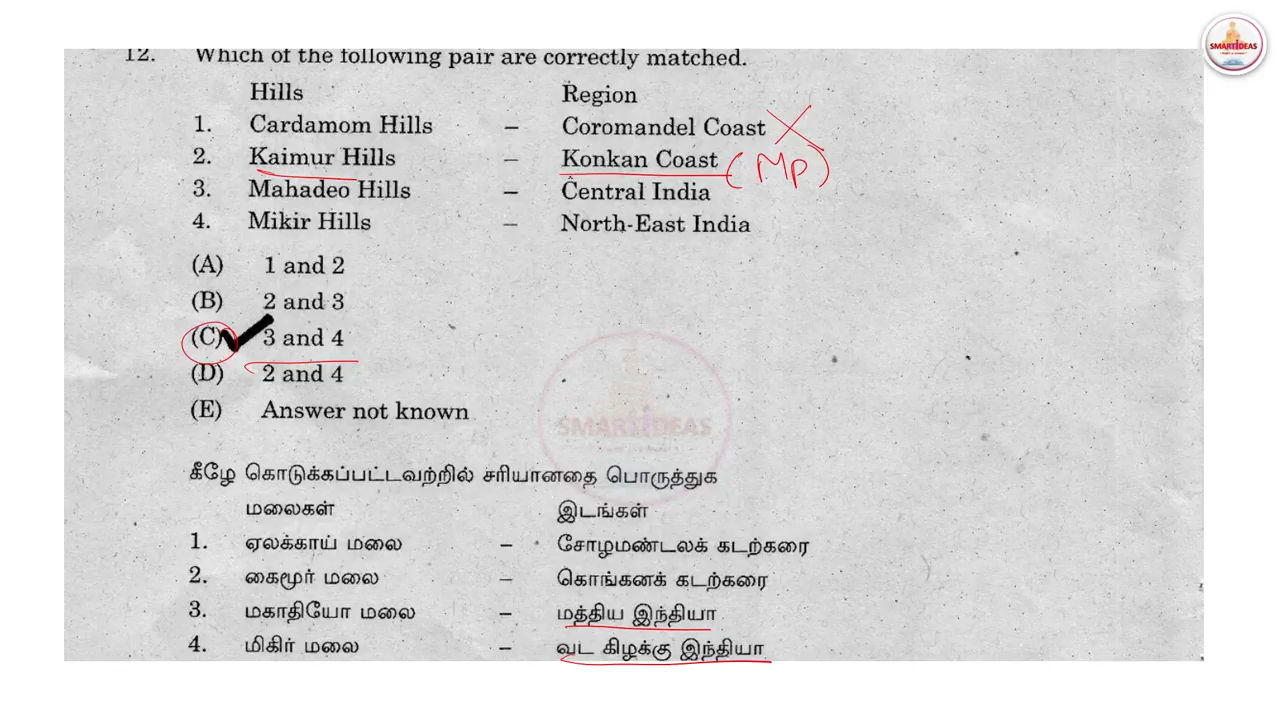 SMARTIDEAS
12. Which of the following pair are correctly matched.
Hills Region
1. Cardamom Hills – Coromandel Coast
2. Kaimur Hills – Konkan Coast (MP)
3. Mahadeo Hills – Central India
4. Mikir Hills – North-East India
(A) 1 and 2
(B) 2 and 3
(C) 3 and 4
(D) 2 and 4
(E) Answer not known
SMARTIDEAS
கீழே கொடுக்கப்பட்டவற்றில் சரியானதை பொருத்துக
மலைகள் இடங்கள்
1. ஏலக்காய் மலை – சோழமண்டலக் கடற்கரை
2. கைமூர் மலை – கொங்கனக் கடற்கரை
3. மகாதியோ மலை – மத்திய இந்தியா
4. மிகிர் மலை – வட கிழக்கு இந்தியா